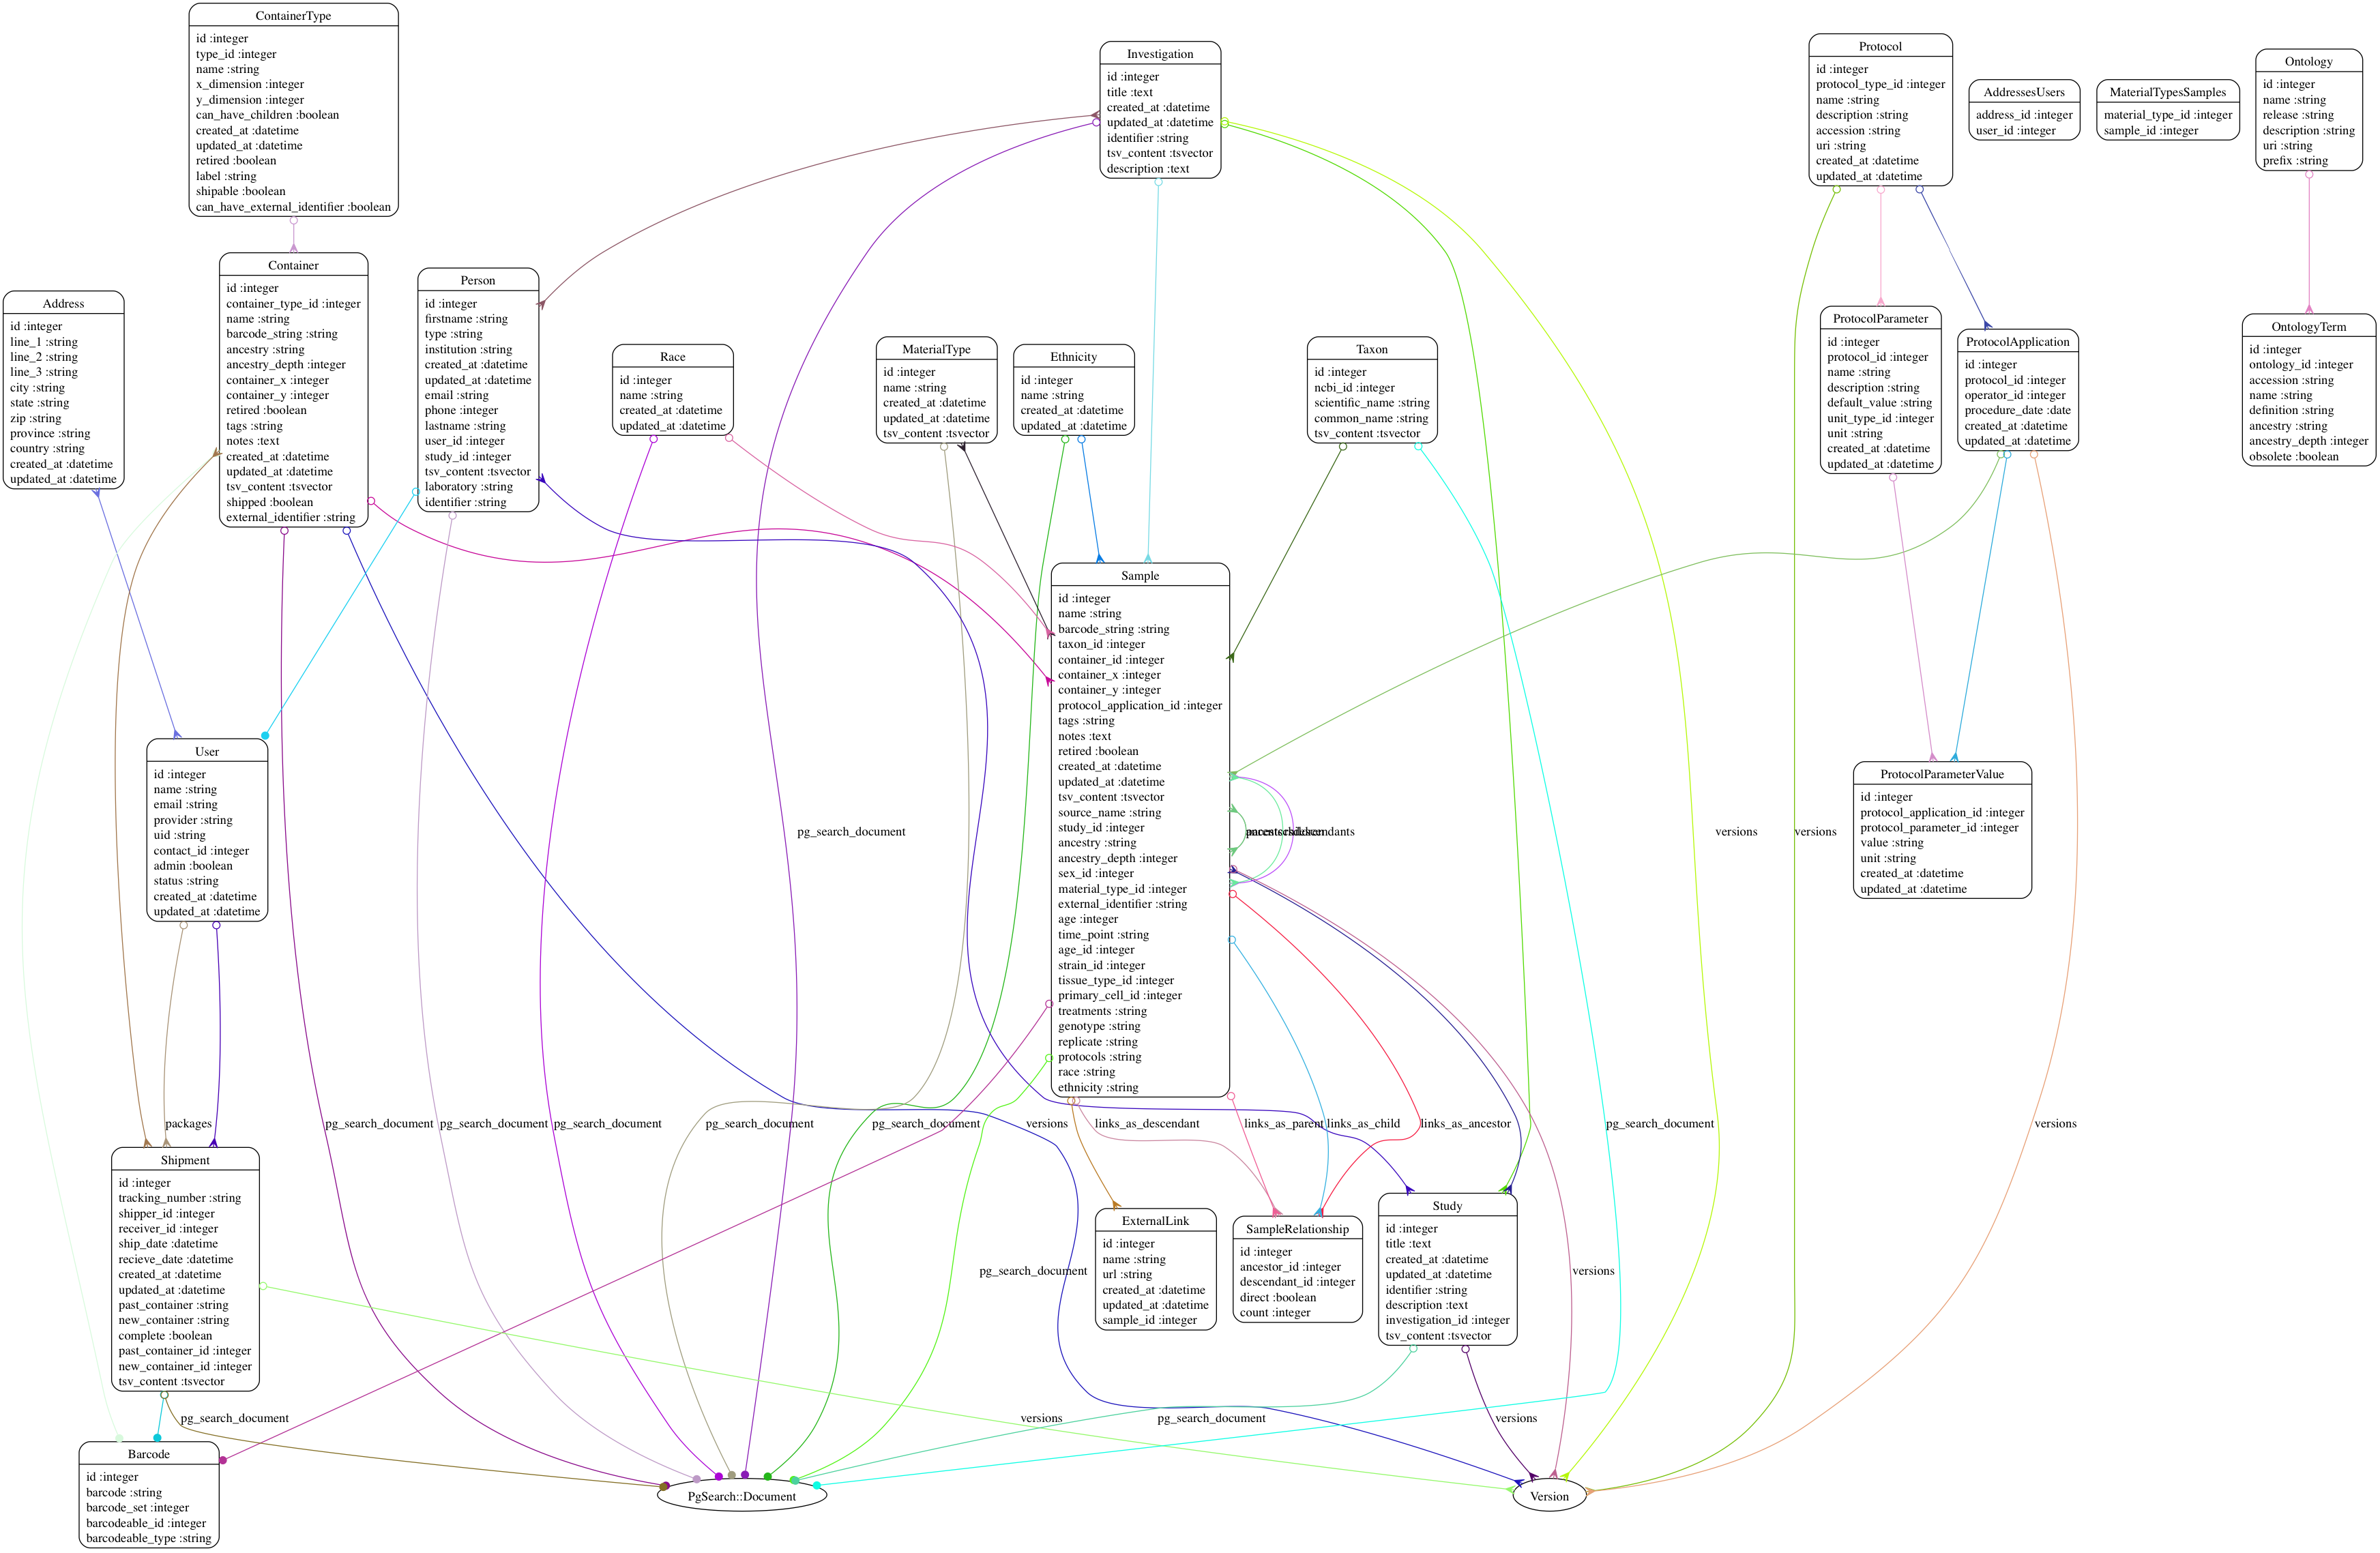 ContainerType
id :integer
type_id :integer
name :string
x_dimension :integer
y_dimension :integer
can_have_children :boolean
created_at :datetime
updated_at :datetime
retired :boolean
label :string
shipable :boolean
can_have_external_identifier :boolean
Investigation
id :integer
title :text
created_at :datetime
updated_at :datetime
identifier :string
tsv_content :tsvector
description :text
Protocol
id :integer
protocol_type_id :integer
name :string
description :string
accession :string
uri :string
created_at :datetime
updated_at :datetime
AddressesUsers
address_id :integer
user_id :integer
MaterialTypesSamples
material_type_id :integer
sample_id :integer
Ontology
id :integer
name :string
release :string
description :string
uri :string
prefix :string
Address
id :integer
line_1 :string
line_2 :string
line_3 :string
city :string
state :string
zip :string
province :string
country :string
created_at :datetime
updated_at :datetime
Container
id :integer
container_type_id :integer
name :string
barcode_string :string
ancestry :string
ancestry_depth :integer
container_x :integer
container_y :integer
retired :boolean
tags :string
notes :text
created_at :datetime
updated_at :datetime
tsv_content :tsvector
shipped :boolean
external_identifier :string
Person
id :integer
firstname :string
type :string
institution :string
created_at :datetime
updated_at :datetime
email :string
phone :integer
lastname :string
user_id :integer
study_id :integer
tsv_content :tsvector
laboratory :string
identifier :string
Race
id :integer
name :string
created_at :datetime
updated_at :datetime
MaterialType
id :integer
name :string
created_at :datetime
updated_at :datetime
tsv_content :tsvector
Ethnicity
id :integer
name :string
created_at :datetime
updated_at :datetime
Taxon
id :integer
ncbi_id :integer
scientific_name :string
common_name :string
tsv_content :tsvector
ProtocolParameter
id :integer
protocol_id :integer
name :string
description :string
default_value :string
unit_type_id :integer
unit :string
created_at :datetime
updated_at :datetime
ProtocolApplication
id :integer
protocol_id :integer
operator_id :integer
procedure_date :date
created_at :datetime
updated_at :datetime
OntologyTerm
id :integer
ontology_id :integer
accession :string
name :string
definition :string
ancestry :string
ancestry_depth :integer
obsolete :boolean
Sample
id :integer
name :string
barcode_string :string
taxon_id :integer
container_id :integer
container_x :integer
container_y :integer
protocol_application_id :integer
tags :string
notes :text
retired :boolean
created_at :datetime
updated_at :datetime
tsv_content :tsvector
source_name :string
study_id :integer
ancestry :string
ancestry_depth :integer
sex_id :integer
material_type_id :integer
external_identifier :string
age :integer
time_point :string
age_id :integer
strain_id :integer
tissue_type_id :integer
primary_cell_id :integer
treatments :string
genotype :string
replicate :string
protocols :string
race :string
ethnicity :string
User
id :integer
name :string
email :string
provider :string
uid :string
contact_id :integer
admin :boolean
status :string
created_at :datetime
updated_at :datetime
ProtocolParameterValue
id :integer
protocol_application_id :integer
protocol_parameter_id :integer
value :string
unit :string
created_at :datetime
updated_at :datetime
pg_search_document
versions
versions
packages
pg_search_document
pg_search_document
pg_search_document
pg_search_document
pg_search_document
versions
links_as_descendant
links_as_parent
links_as_child
links_as_ancestor
pg_search_document
versions
Shipment
id :integer
tracking_number :string
shipper_id :integer
receiver_id :integer
ship_date :datetime
recieve_date :datetime
created_at :datetime
updated_at :datetime
past_container :string
new_container :string
complete :boolean
past_container_id :integer
new_container_id :integer
tsv_content :tsvector
ExternalLink
id :integer
name :string
url :string
created_at :datetime
updated_at :datetime
sample_id :integer
SampleRelationship
id :integer
ancestor_id :integer
descendant_id :integer
direct :boolean
count :integer
Study
id :integer
title :text
created_at :datetime
updated_at :datetime
identifier :string
description :text
investigation_id :integer
tsv_content :tsvector
pg_search_document
versions
pg_search_document
versions
pg_search_document
versions
Barcode
id :integer
barcode :string
barcode_set :integer
barcodeable_id :integer
barcodeable_type :string
PgSearch::Document
Version